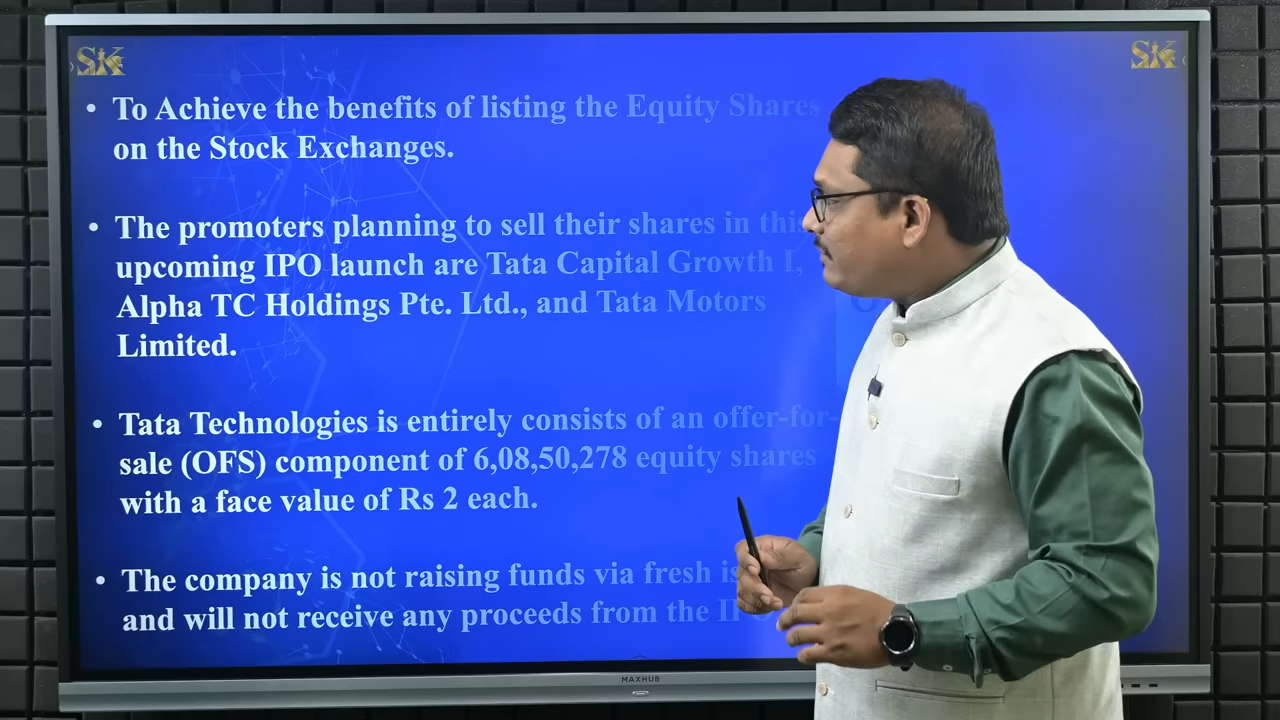 SK
SK
• To Achieve the benefits of listing the Equity Shares
on the Stock Exchanges.
• The promoters planning to sell their shares in this
upcoming IPO launch are Tata Capital Growth I,
Alpha TC Holdings Pte. Ltd., and Tata Motors
Limited.
• Tata Technologies is entirely consists of an offer-for-
sale (OFS) component of 6,08,50,278 equity shares
with a face value of Rs 2 each.
• The company is not raising funds via fresh
and will not receive any proceeds from the IPO
MAXHUB